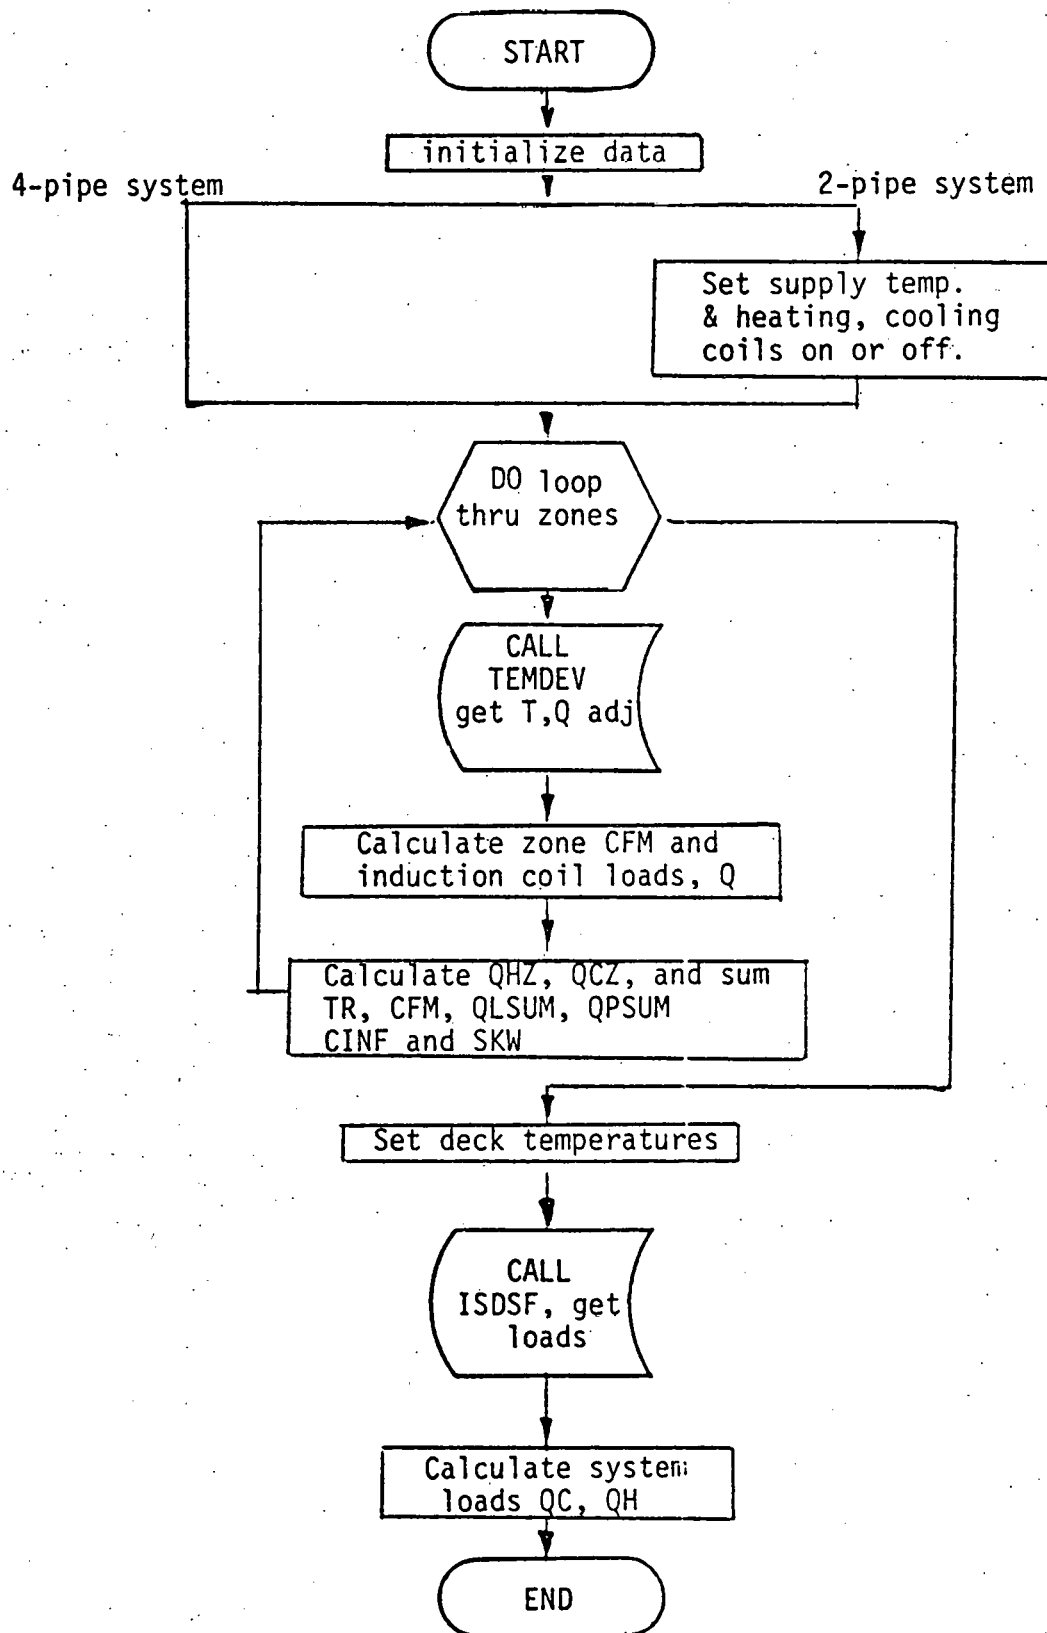 START
initialize data
4-pipe system
2-pipe system
Set supply temp.
& heating, cooling
coils on or off.
DO loop
thru zones
CALL
TEMDEV
get T,Q adj
Calculate zone CFM and
induction coil loads, Q
Calculate QHZ, QCZ, and sum
TR, CFM, QLSUM, QPSUM
CINF and SKW
Set deck temperatures
CALL
ISDSF, get
loads
Calculate system
loads QC, QH
END